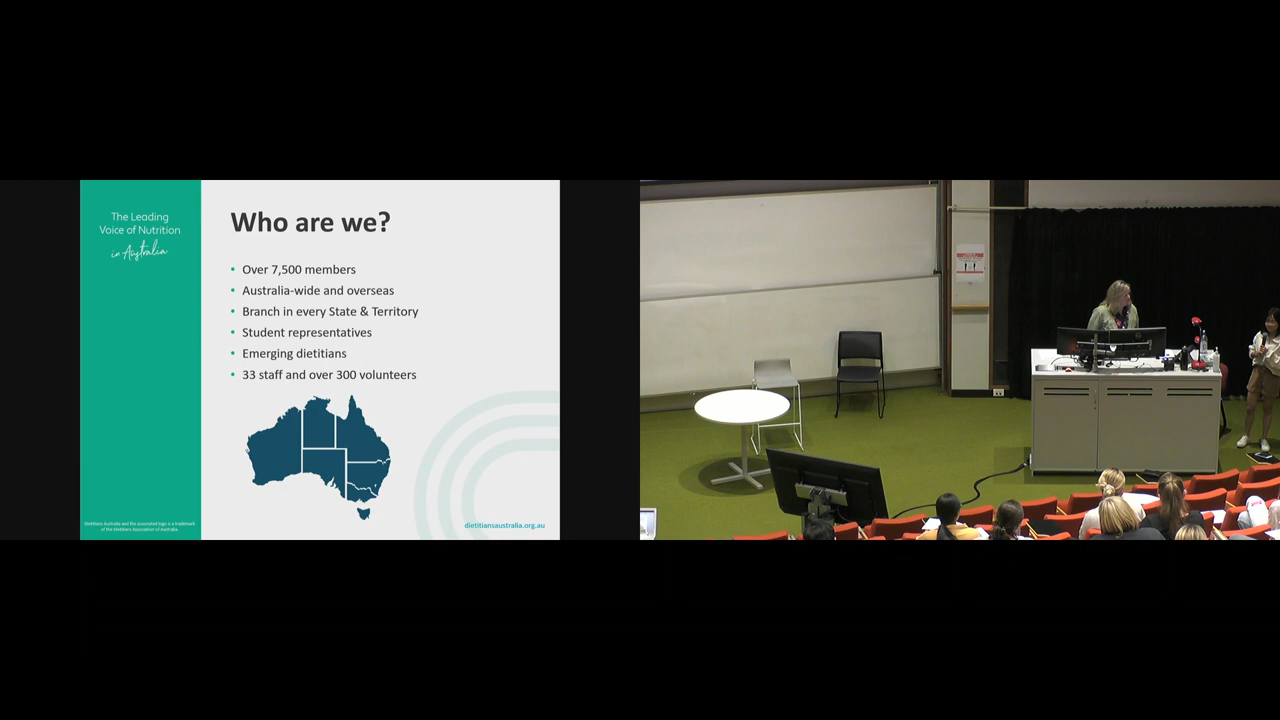 The Leading
Voice of Nutrition
in Australia
Dietitians Australia and the associated logo is a trademark
of the Dietitians Association of Australia.
Who are we?
• Over 7,500 members
• Australia-wide and overseas
• Branch in every State & Territory
• Student representatives
• Emerging dietitians
• 33 staff and over 300 volunteers
dietitiansaustralia.org.au